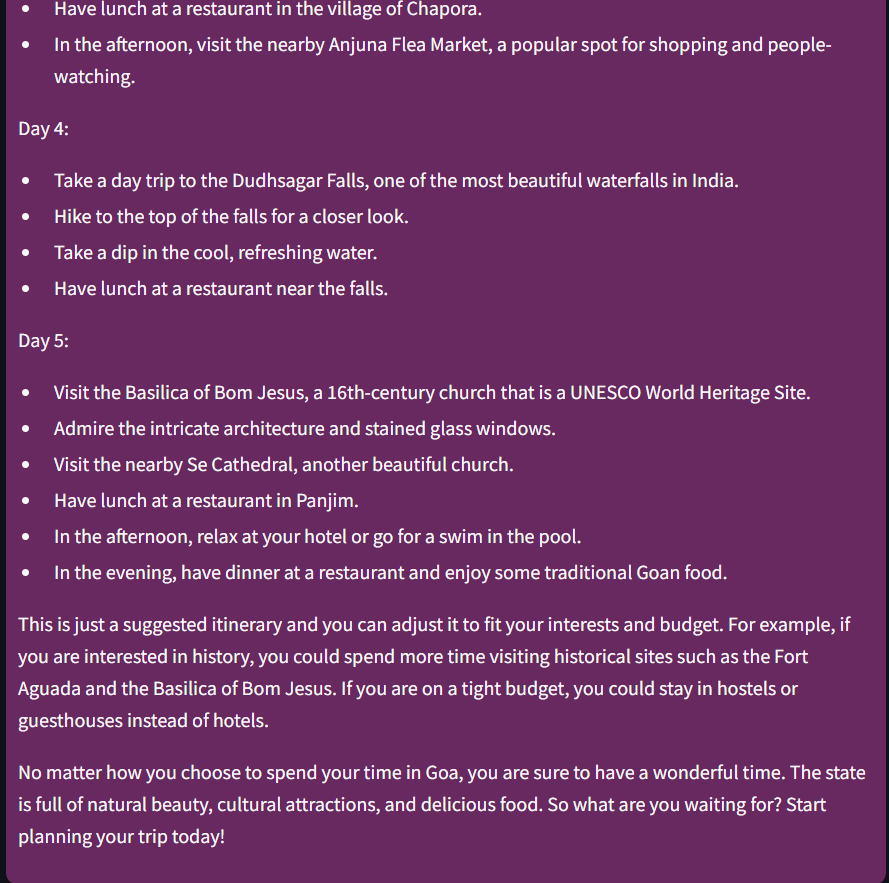 • Have lunch at a restaurant in the village of Chapora.
• In the afternoon, visit the nearby Anjuna Flea Market, a popular spot for shopping and people-
watching.
Day 4:
• Take a day trip to the Dudhsagar Falls, one of the most beautiful waterfalls in India.
• Hike to the top of the falls for a closer look.
• Take a dip in the cool, refreshing water.
• Have lunch at a restaurant near the falls.
Day 5:
• Visit the Basilica of Bom Jesus, a 16th-century church that is a UNESCO World Heritage Site.
• Admire the intricate architecture and stained glass windows.
• Visit the nearby Se Cathedral, another beautiful church.
• Have lunch at a restaurant in Panjim.
• In the afternoon, relax at your hotel or go for a swim in the pool.
• In the evening, have dinner at a restaurant and enjoy some traditional Goan food.
This is just a suggested itinerary and you can adjust it to fit your interests and budget. For example, if
you are interested in history, you could spend more time visiting historical sites such as the Fort
Aguada and the Basilica of Bom Jesus. If you are on a tight budget, you could stay in hostels or
guesthouses instead of hotels.
No matter how you choose to spend your time in Goa, you are sure to have a wonderful time. The state
is full of natural beauty, cultural attractions, and delicious food. So what are you waiting for? Start
planning your trip today!